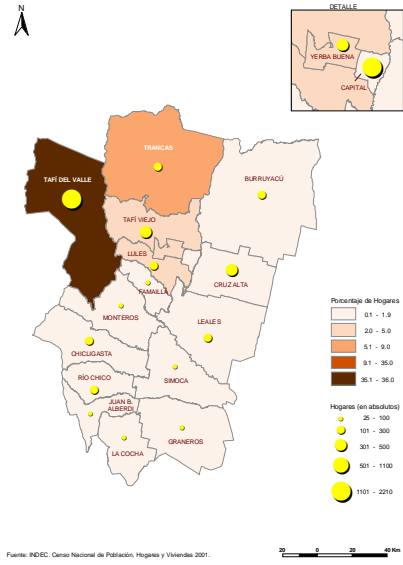 N
DETALLE
YERBA BUENA
CAPITAL
TRANCAS
TAFÍ DEL VALLE
BURRUYACÚ
TAFÍ VIEJO
LULES
FAMAILLA
CRUZ ALTA
MONTEROS
LEALES
CHICLIGASTA
RÍO CHICO
SIMOCA
JUAN B.
ALBERDI
GRANEROS
LA COCHA
Porcentaje de Hogares
0.1 - 1.9
2.0 - 5.0
5.1 - 9.0
9.1 - 35.0
35.1 - 36.0
Hogares (en absolutos)
25 - 100
101 - 300
301 - 500
501 - 1100
1101 - 2210
Fuente: INDEC. Censo Nacional de Población, Hogares y Viviendas 2001.
20 0 20 40 Km